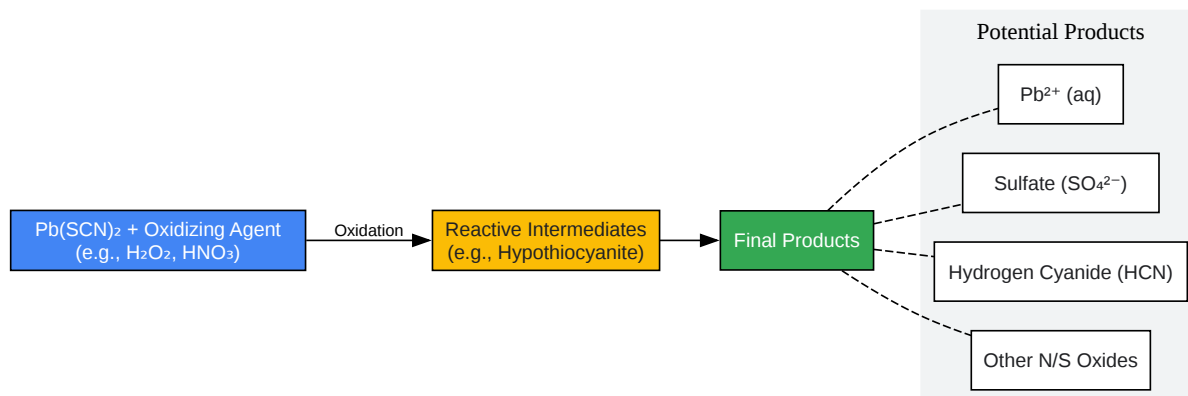 Potential Products
Pb²⁺ (aq)
Sulfate (SO₄²⁻)
Pb(SCN)₂ + Oxidizing Agent
(e.g., H₂O₂, HNO₃)
Oxidation
Reactive Intermediates
(e.g., Hypothiocyanite)
Final Products
Hydrogen Cyanide (HCN)
Other N/S Oxides